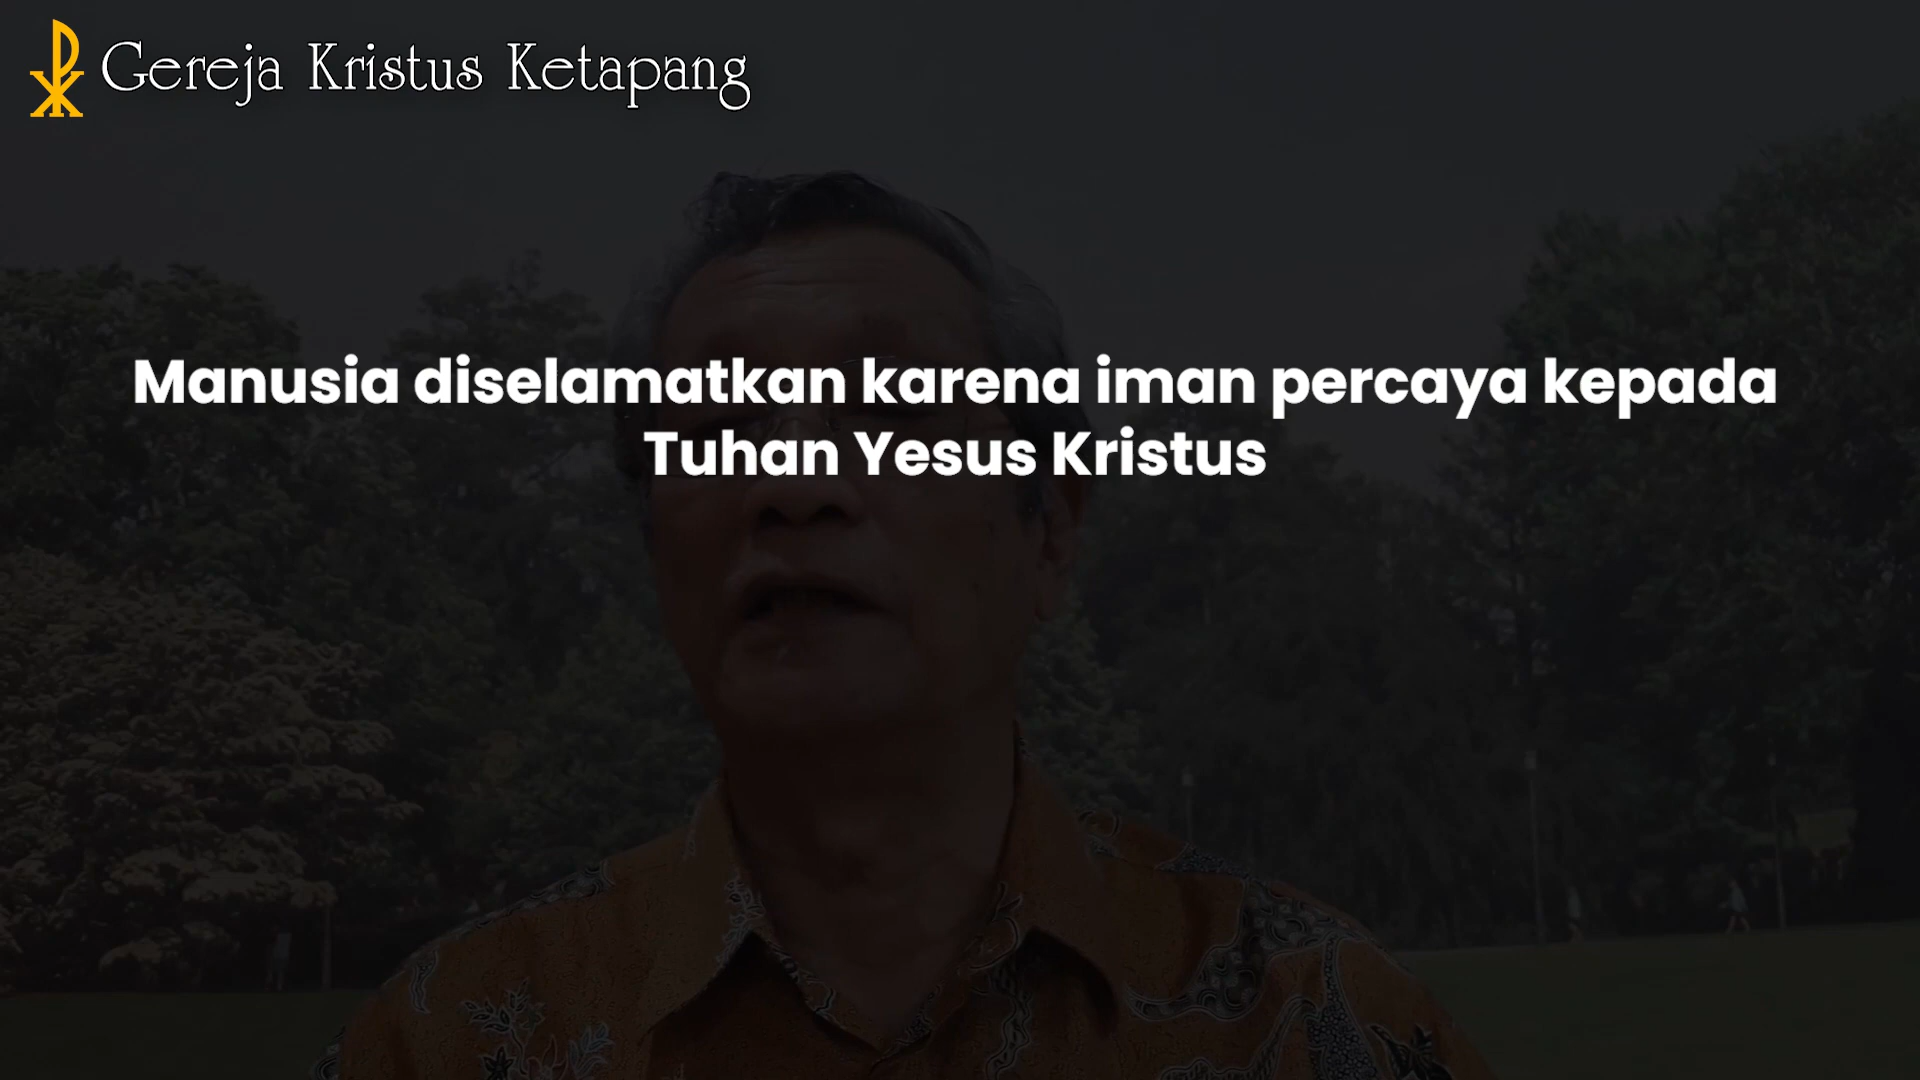 Gereja Kristus Ketapang
Manusia diselamatkan karena iman percaya kepada
Tuhan Yesus Kristus